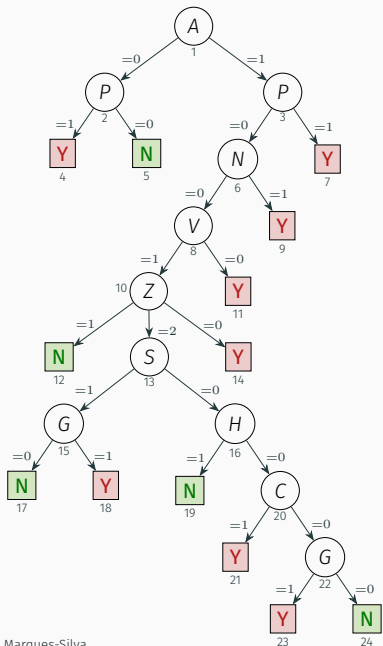 A
1
=0
=1
P
2
P
3
=1
=0
=0
=1
Y
4
N
5
N
6
Y
7
=0
=1
V
8
Y
9
=1
=0
10
Z
Y
11
=1
=2
=0
N
12
S
13
Y
14
=1
=0
G
15
H
16
=0
=1
=1
=0
N
17
Y
18
N
19
C
20
=1
=0
Y
21
G
22
=1
=0
Y
23
N
24
Marques-Silva